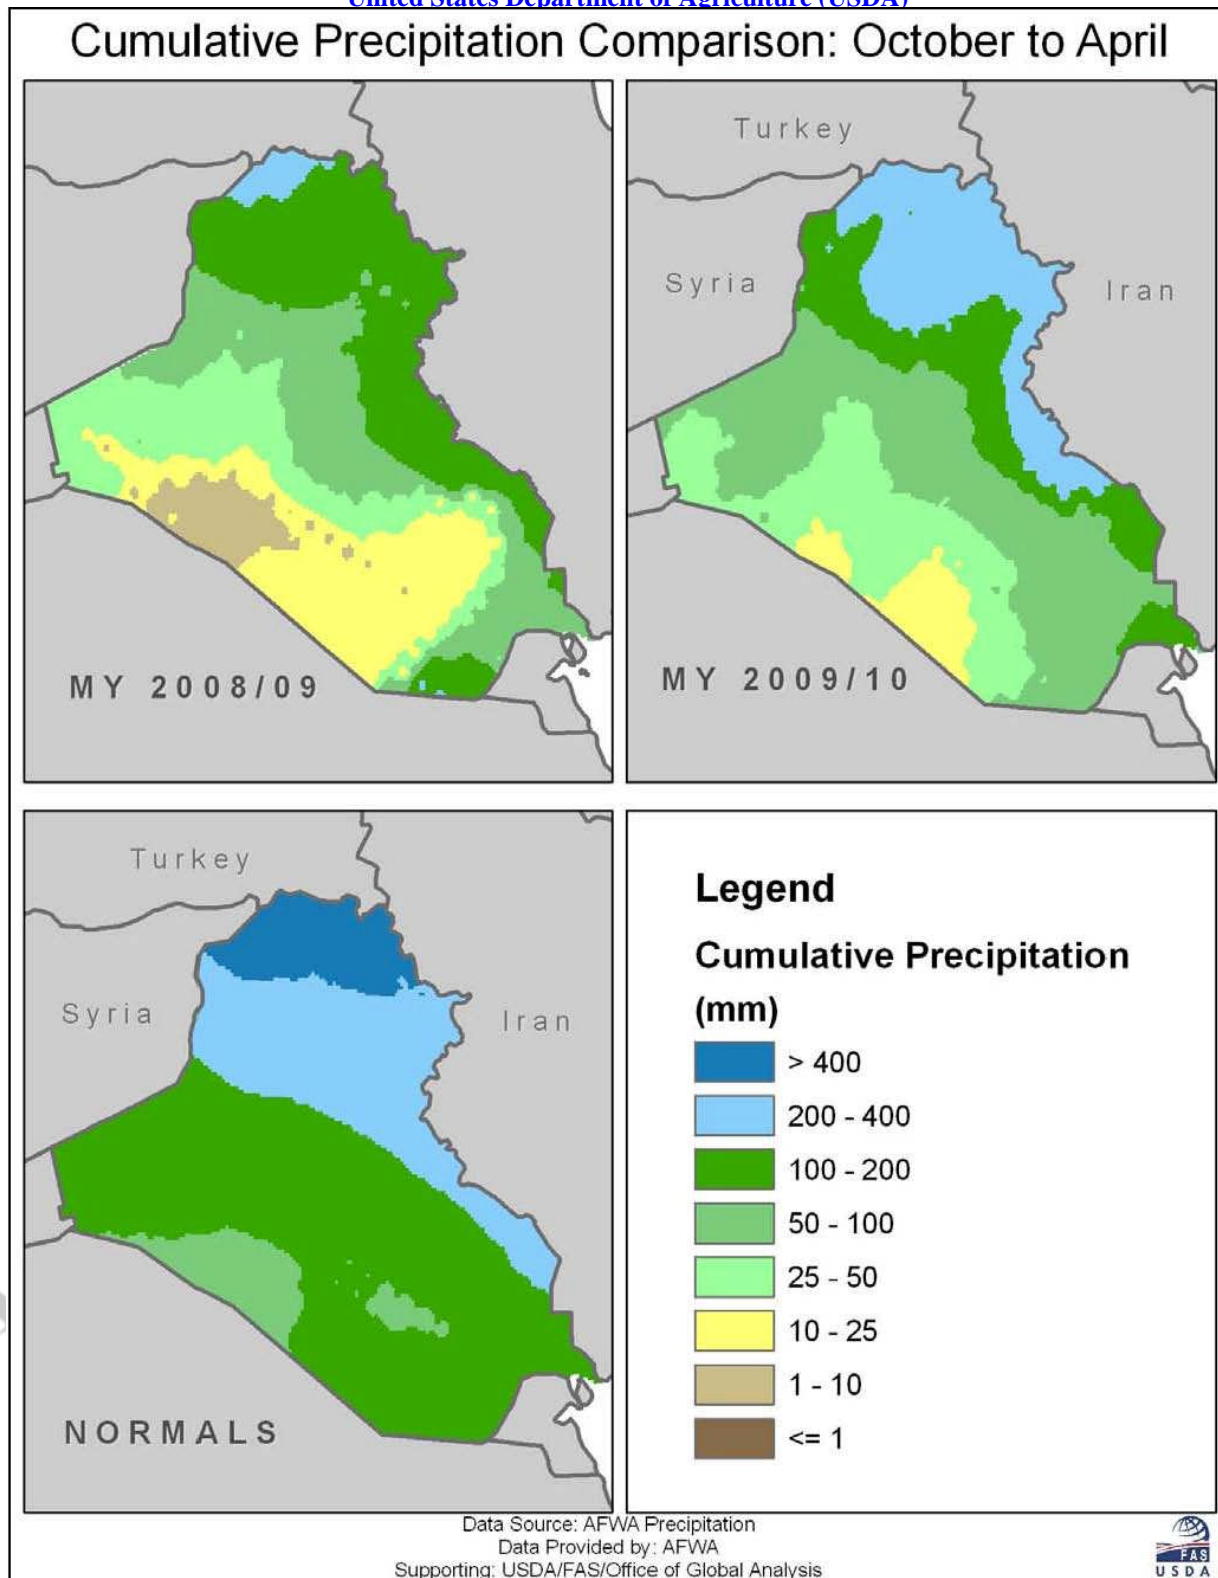 United States Department of Agriculture (USDA)
Cumulative Precipitation Comparison: October to April
MY 2008/09
Turkey
Syria
Iran
MY 2009/10
Turkey
Syria
Iran
NORMALS
Legend
Cumulative Precipitation
(mm)
> 400
200 - 400
100 - 200
50 - 100
25 - 50
10 - 25
1 - 10
<= 1
Data Source: AFWA Precipitation
Data Provided by: AFWA
Supporting: USDA/FAS/Office of Global Analysis
FAS
USDA